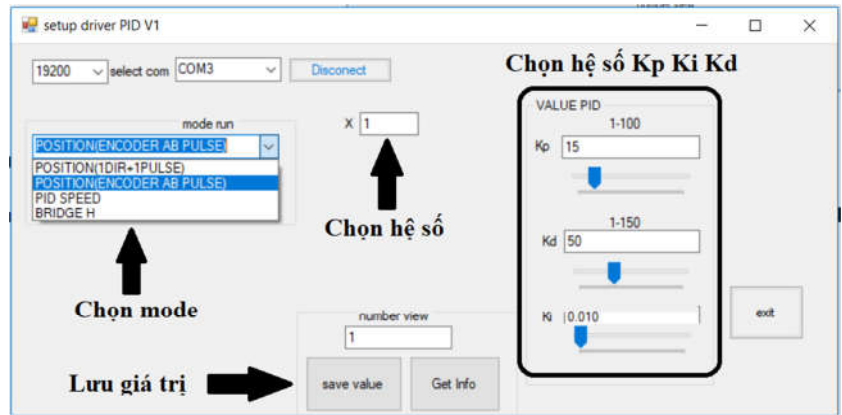 setup driver PID V1
19200
select com
COM3
Disconect
Chọn hệ số Kp Ki Kd
mode run
POSITION(ENCODER AB PULSE)
POSITION(1DIR+1PULSE)
POSITION(ENCODER AB PULSE)
PID SPEED
BRIDGE H
X 1
Chọn hệ số
Chọn mode
VALUE PID
1-100
Kp 15
1-150
Kd 50
Ki 0.010
exit
number view
1
Lưu giá trị
save value
Get Info